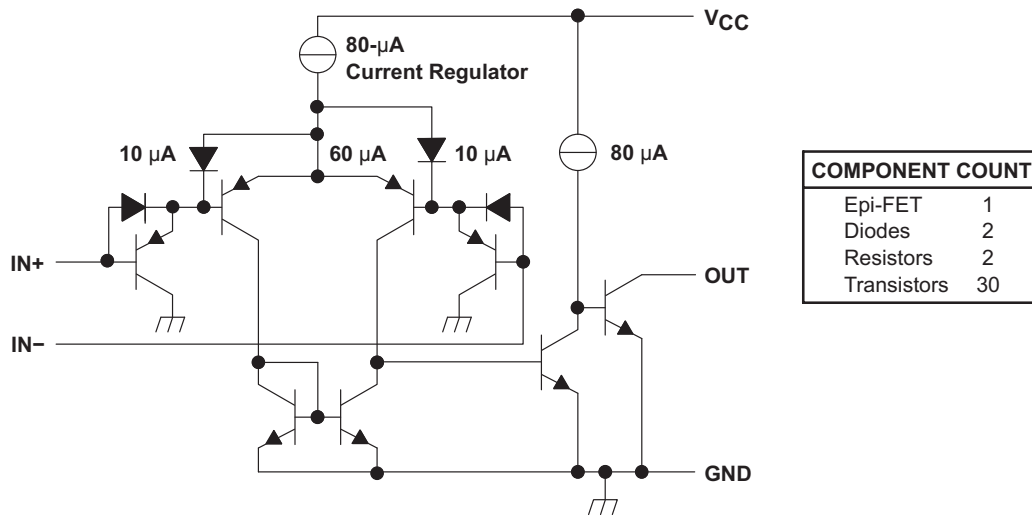 VCC
80-µA
Current Regulator
10 µA
60 µA
10 µA
80 µA
IN+
OUT
IN−
GND
COMPONENT COUNT
Epi-FET 1
Diodes 2
Resistors 2
Transistors 30